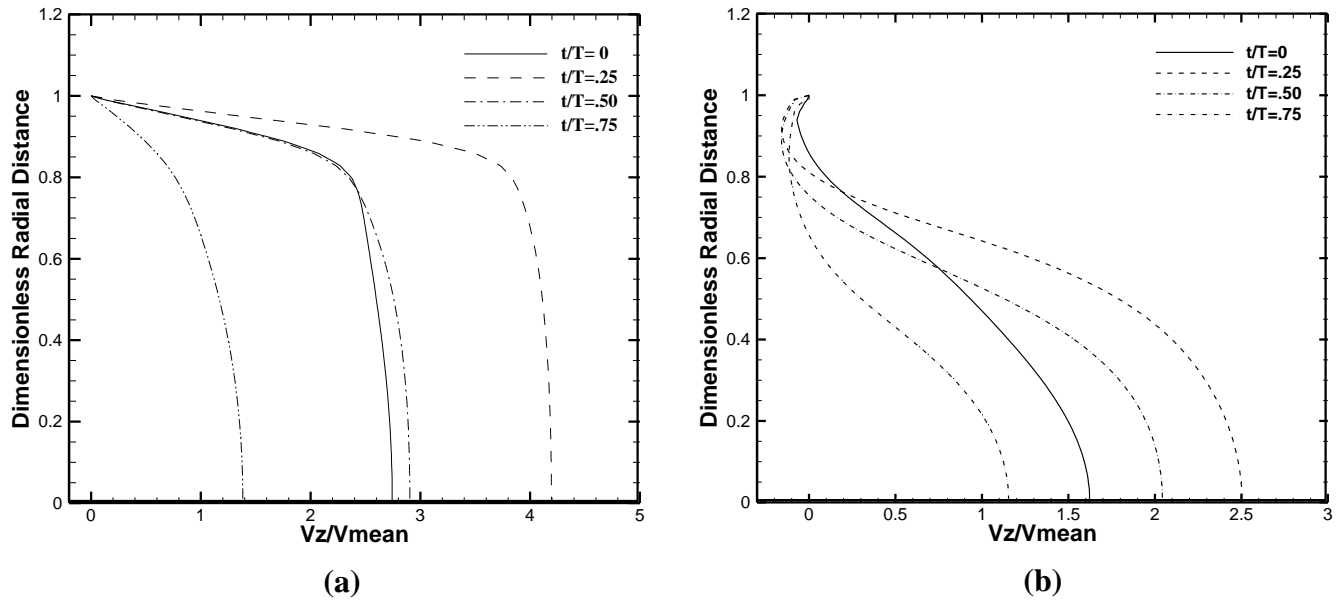 1.2
1
0.8
0.6
0.4
0.2
0
Dimensionless Radial Distance
0 1 2 3 4 5
Vz/Vmean
t/T= 0
t/T=.25
t/T=.50
t/T=.75
(a)
1.2
1
0.8
0.6
0.4
0.2
0
Dimensionless Radial Distance
0 0.5 1 1.5 2 2.5 3
Vz/Vmean
t/T=0
t/T=.25
t/T=.50
t/T=.75
(b)